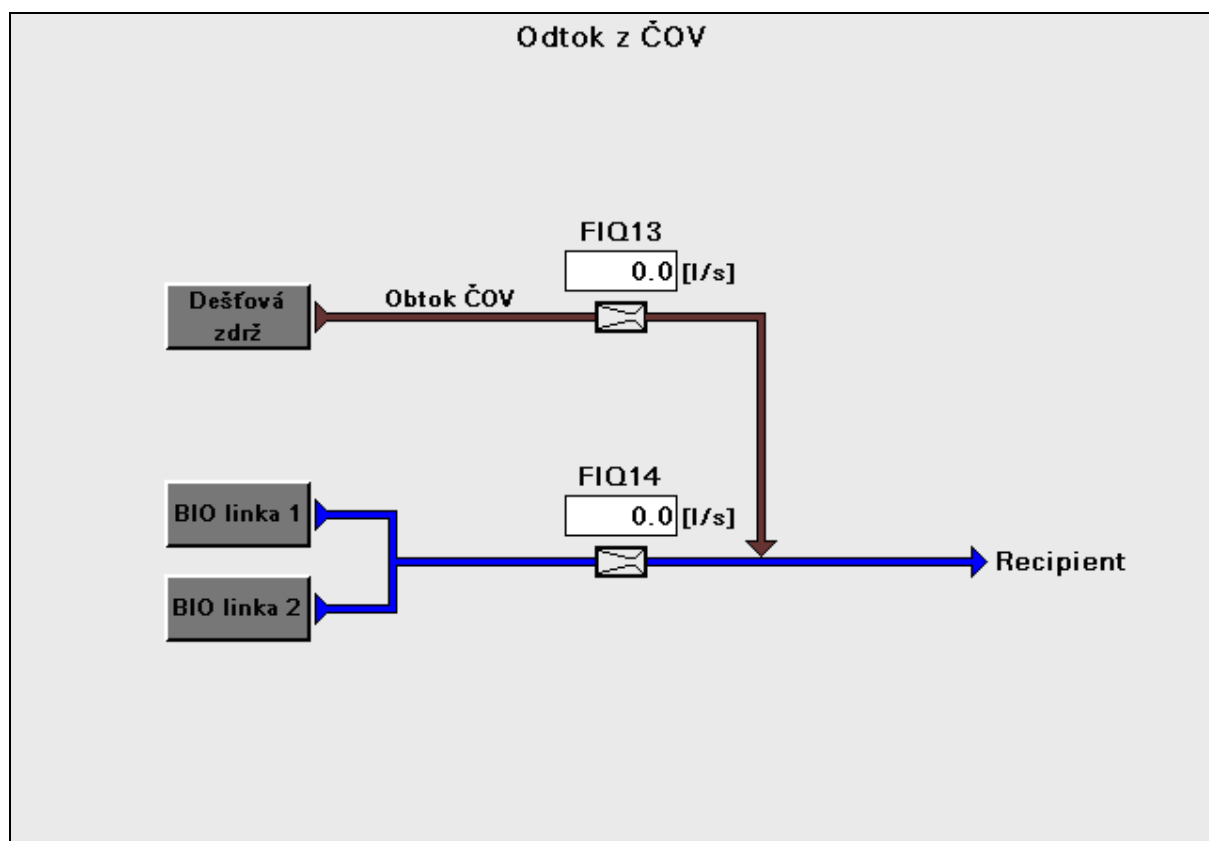 Odtok z ČOV
FIQ13
0.0 [l/s]
Dešťová
zdrž
Obtok ČOV
FIQ14
0.0 [l/s]
BIO linka 1
BIO linka 2
Recipient